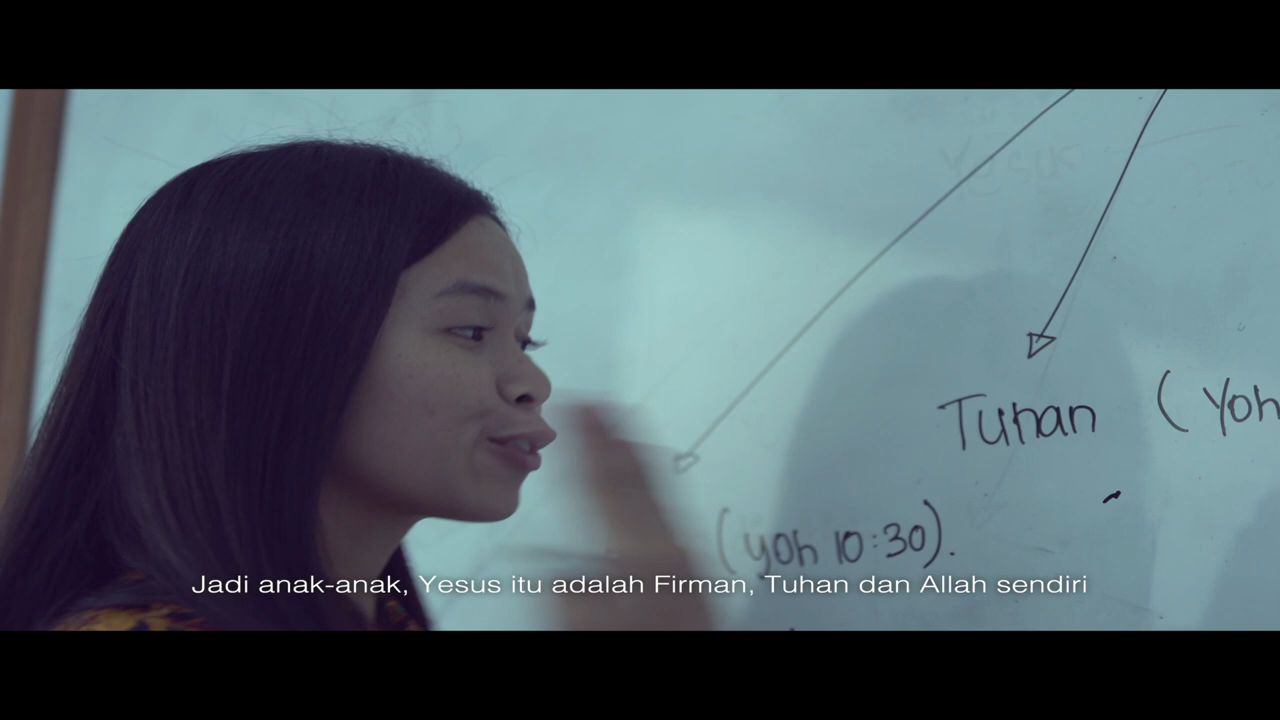 Tuhan ( Yoh
(yoh 10:30).
Jadi anak-anak, Yesus itu adalah Firman, Tuhan dan Allah sendiri